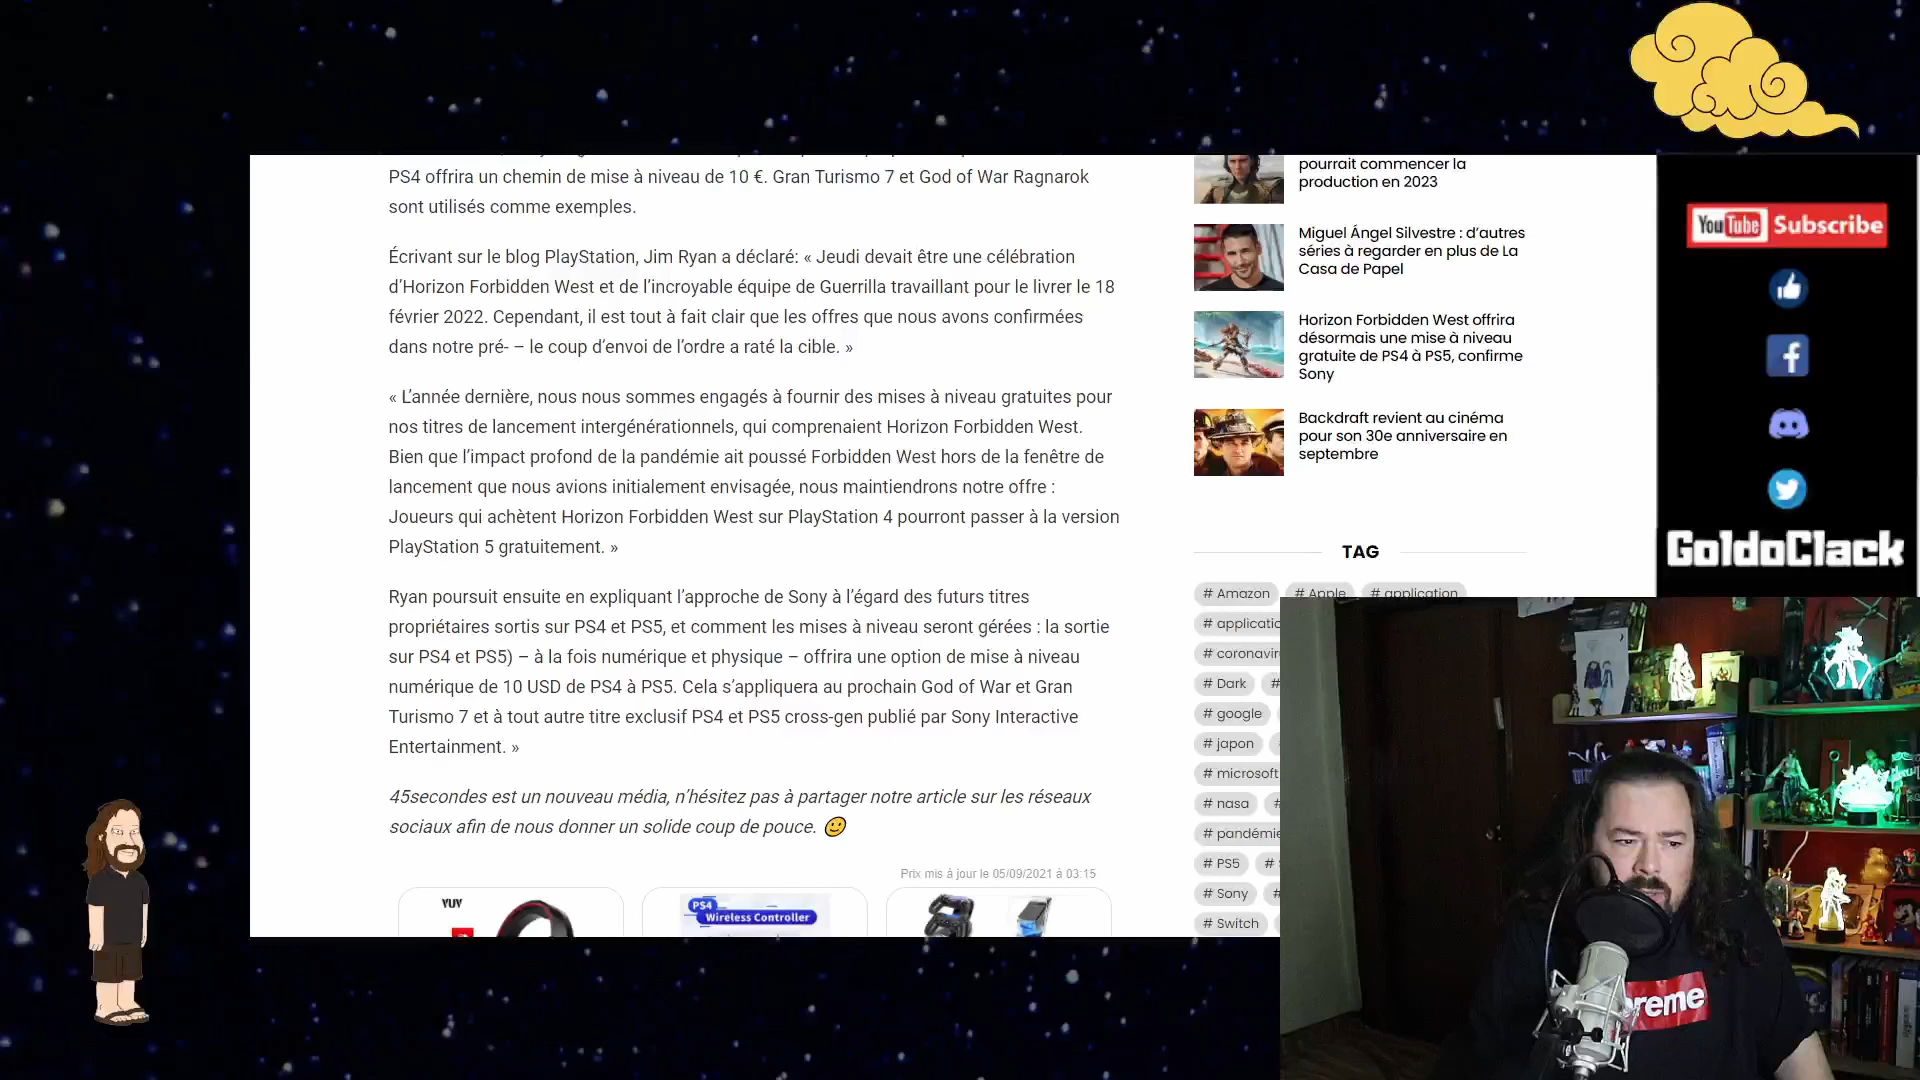 PS4 offrira un chemin de mise à niveau de 10 €. Gran Turismo 7 et God of War Ragnarok
sont utilisés comme exemples.
Écrivant sur le blog PlayStation, Jim Ryan a déclaré: « Jeudi devait être une célébration
d’Horizon Forbidden West et de l’incroyable équipe de Guerrilla travaillant pour le livrer le 18
février 2022. Cependant, il est tout à fait clair que les offres que nous avons confirmées
dans notre pré- – le coup d’envoi de l’ordre a raté la cible. »
« L’année dernière, nous nous sommes engagés à fournir des mises à niveau gratuites pour
nos titres de lancement intergénérationnels, qui comprenaient Horizon Forbidden West.
Bien que l’impact profond de la pandémie ait poussé Forbidden West hors de la fenêtre de
lancement que nous avions initialement envisagée, nous maintiendrons notre offre :
Joueurs qui achètent Horizon Forbidden West sur PlayStation 4 pourront passer à la version
PlayStation 5 gratuitement. »
Ryan poursuit ensuite en expliquant l’approche de Sony à l’égard des futurs titres
propriétaires sortis sur PS4 et PS5, et comment les mises à niveau seront gérées : la sortie
sur PS4 et PS5) – à la fois numérique et physique – offrira une option de mise à niveau
numérique de 10 USD de PS4 à PS5. Cela s’appliquera au prochain God of War et Gran
Turismo 7 et à tout autre titre exclusif PS4 et PS5 cross-gen publié par Sony Interactive
Entertainment. »
45secondes est un nouveau média, n’hésitez pas à partager notre article sur les réseaux
sociaux afin de nous donner un solide coup de pouce. 🙂
Prix mis à jour le 05/09/2021 à 03:15
YUV
PS4
Wireless Controller
pourrait commencer la
production en 2023
Miguel Ángel Silvestre : d’autres
séries à regarder en plus de La
Casa de Papel
Horizon Forbidden West offrira
désormais une mise à niveau
gratuite de PS4 à PS5, confirme
Sony
Backdraft revient au cinéma
pour son 30e anniversaire en
septembre
TAG
# Amazon # Apple # application
# applicatio
# coronavir
# Dark #
# google
# japon
# microsoft
# nasa #
# pandémie
# PS5 #
# Sony #
# Switch
YouTube Subscribe
GoldoClack
preme